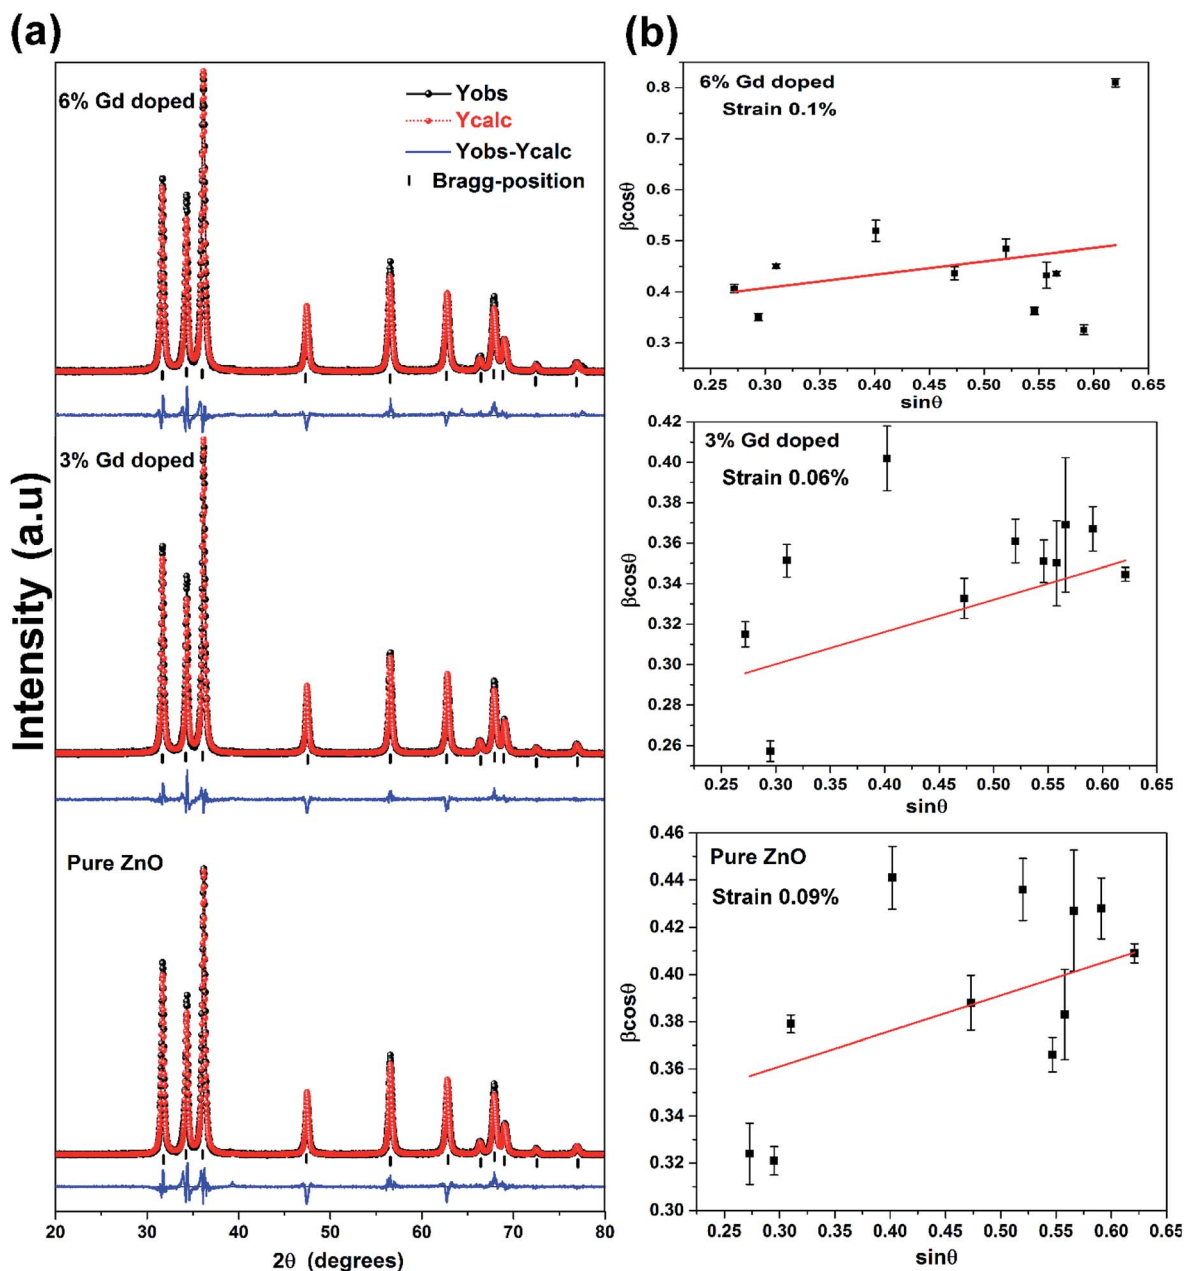 (a)
6% Gd doped
Yobs
Ycalc
Yobs-Ycalc
Bragg-position
3% Gd doped
Pure ZnO
Intensity (a.u)
20 30 40 50 60 70 80
2θ (degrees)
(b)
6% Gd doped
Strain 0.1%
0.8
0.7
0.6
0.5
0.4
0.3
βcosθ
0.25 0.30 0.35 0.40 0.45 0.50 0.55 0.60 0.65
sinθ
3% Gd doped
Strain 0.06%
0.42
0.40
0.38
0.36
0.34
0.32
0.30
0.28
0.26
βcosθ
0.25 0.30 0.35 0.40 0.45 0.50 0.55 0.60 0.65
sinθ
Pure ZnO
Strain 0.09%
0.46
0.44
0.42
0.40
0.38
0.36
0.34
0.32
0.30
βcosθ
0.25 0.30 0.35 0.40 0.45 0.50 0.55 0.60 0.65
sinθ